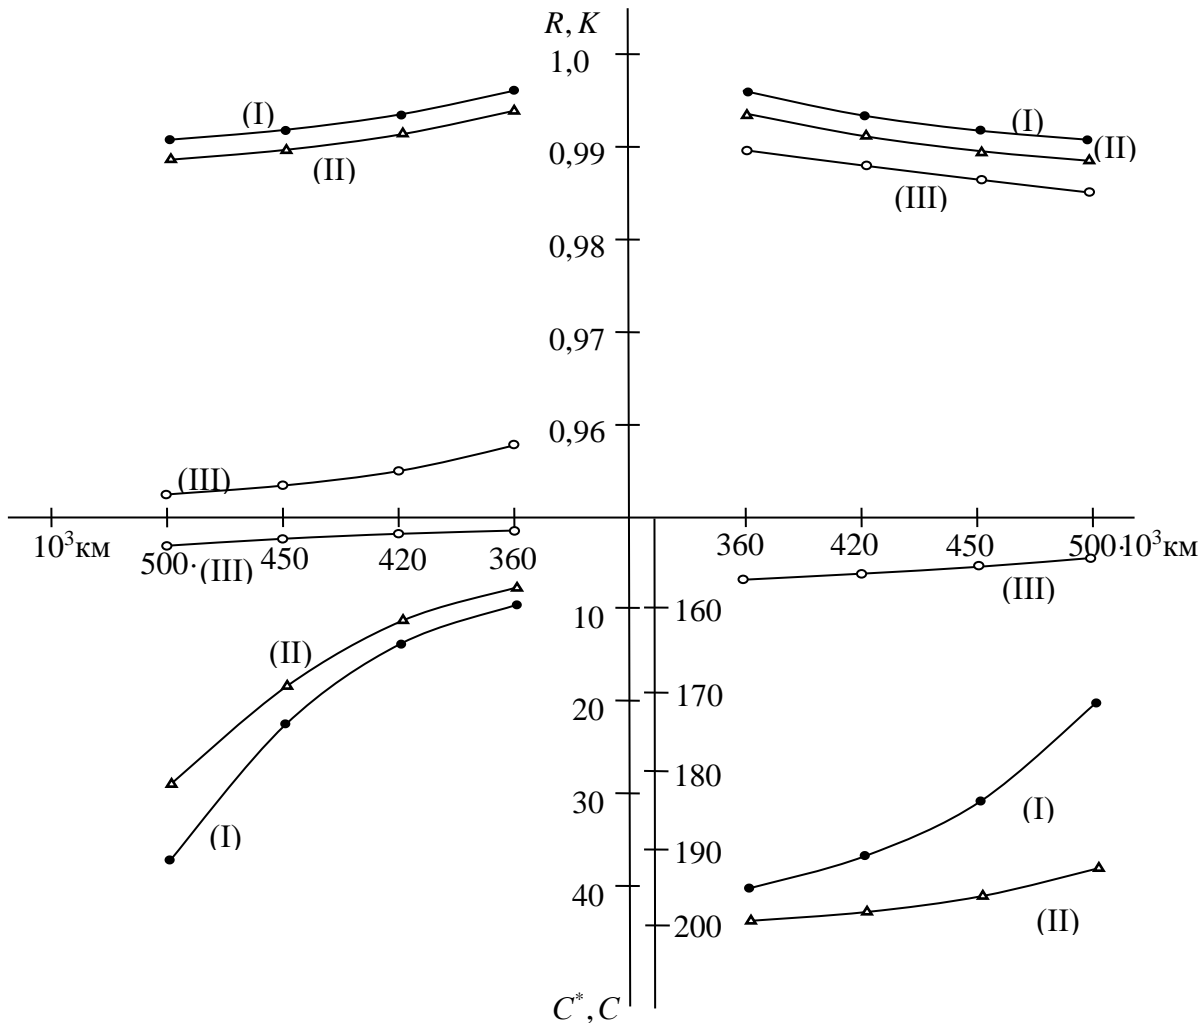 R, K
1,0
(I)
(I)
(II)
0,99
(II)
(III)
0,98
0,97
0,96
(III)
10³км
500·
(III)
450
420
360
360
420
450
500·10³км
(III)
10
160
(II)
20
170
180
30
(I)
(I)
190
40
200
(II)
C*, C